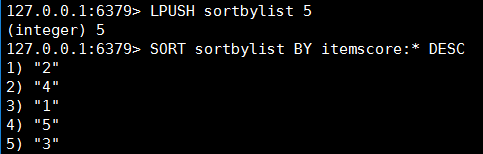 127.0.0.1:6379> LPUSH sortbylist 5
(integer) 5
127.0.0.1:6379> SORT sortbylist BY itemscore:* DESC
1) "2"
2) "4"
3) "1"
4) "5"
5) "3"